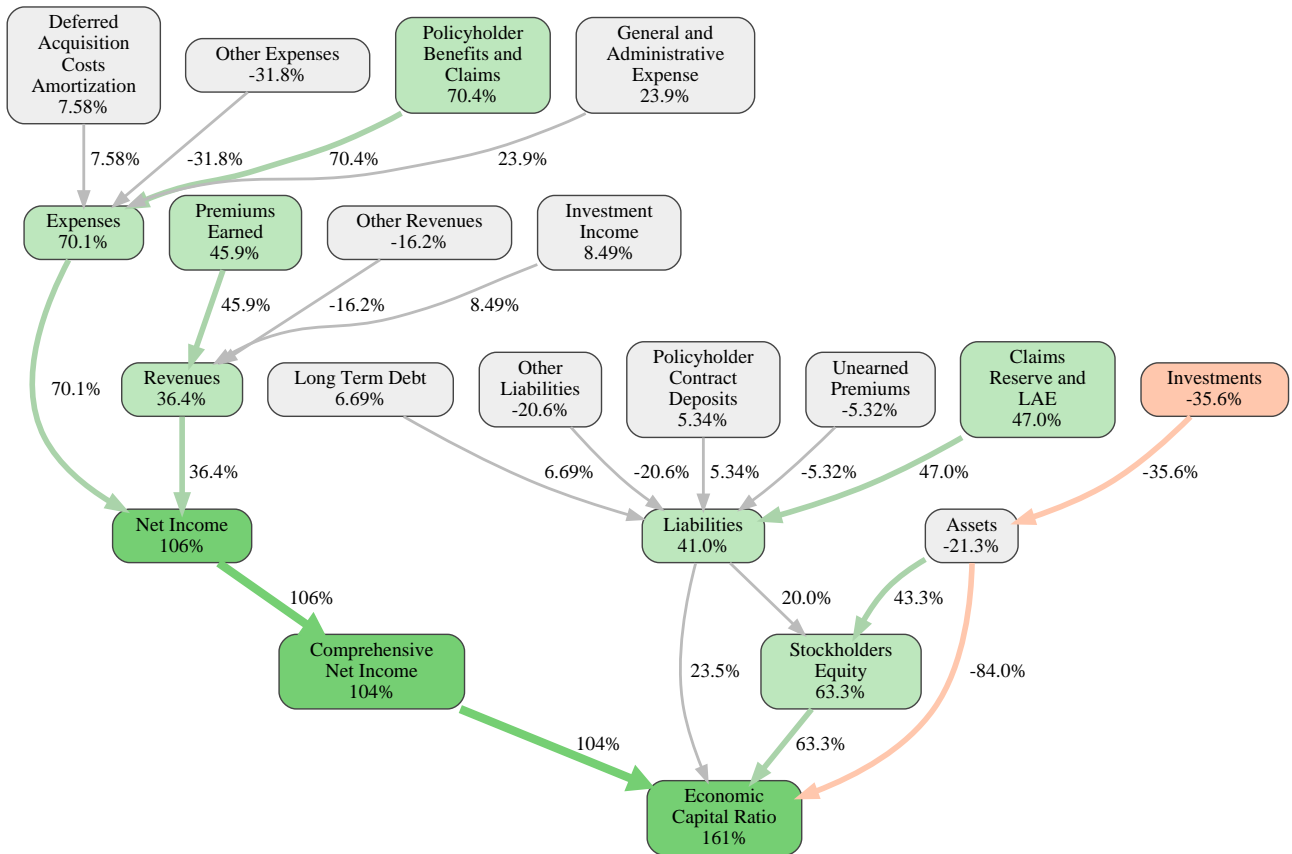 Deferred
Acquisition
Costs
Amortization
7.58%
Other Expenses
-31.8%
Policyholder
Benefits and
Claims
70.4%
General and
Administrative
Expense
23.9%
7.58%
-31.8%
70.4%
23.9%
Expenses
70.1%
Premiums
Earned
45.9%
Other Revenues
-16.2%
Investment
Income
8.49%
45.9%
-16.2%
8.49%
70.1%
Revenues
36.4%
Long Term Debt
6.69%
Other
Liabilities
-20.6%
Policyholder
Contract
Deposits
5.34%
Unearned
Premiums
-5.32%
Claims
Reserve and
LAE
47.0%
Investments
-35.6%
36.4%
6.69%
-20.6%
5.34%
-5.32%
47.0%
-35.6%
Net Income
106%
Liabilities
41.0%
Assets
-21.3%
106%
20.0%
43.3%
Comprehensive
Net Income
104%
23.5%
Stockholders
Equity
63.3%
-84.0%
104%
63.3%
Economic
Capital Ratio
161%